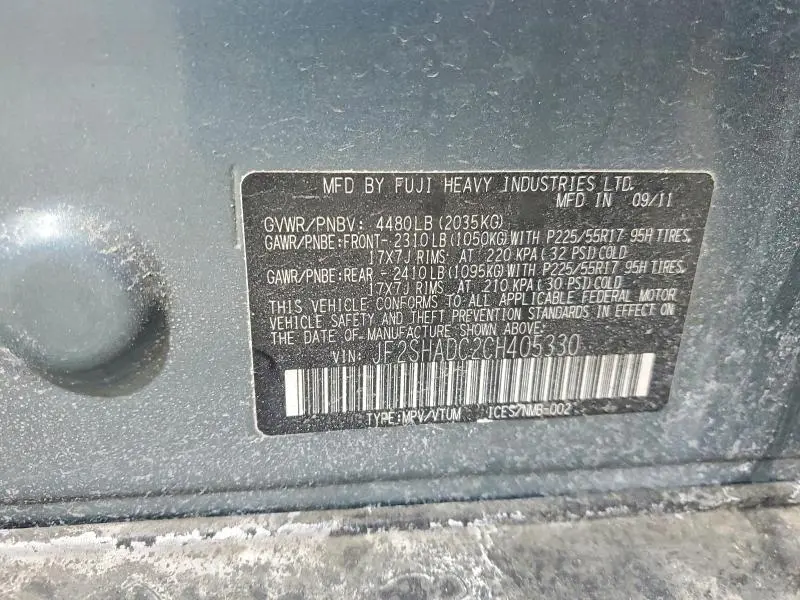 MFD BY FUJI HEAVY INDUSTRIES LTD.
MFD IN 09/11
GVWR/PNBV: 4480LB (2035KG)
GAWR/PNBE:FRONT- 2310LB (1050KG) WITH P225/55R17 95H TIRES,
17X7J RIMS, AT 220 KPA (32 PSI) COLD
GAWR/PNBE:REAR - 2410LB (1095KG) WITH P225/55R17 95H TIRES,
17X7J RIMS, AT 210 KPA (30 PSI) COLD
THIS VEHICLE CONFORMS TO ALL APPLICABLE FEDERAL MOTOR
VEHICLE SAFETY AND THEFT PREVENTION STANDARDS IN EFFECT ON
THE DATE OF MANUFACTURE SHOWN ABOVE:
VIN: JF2SHADC2CH405330
TYPE:MPV/VTUM ICES/NMB-002